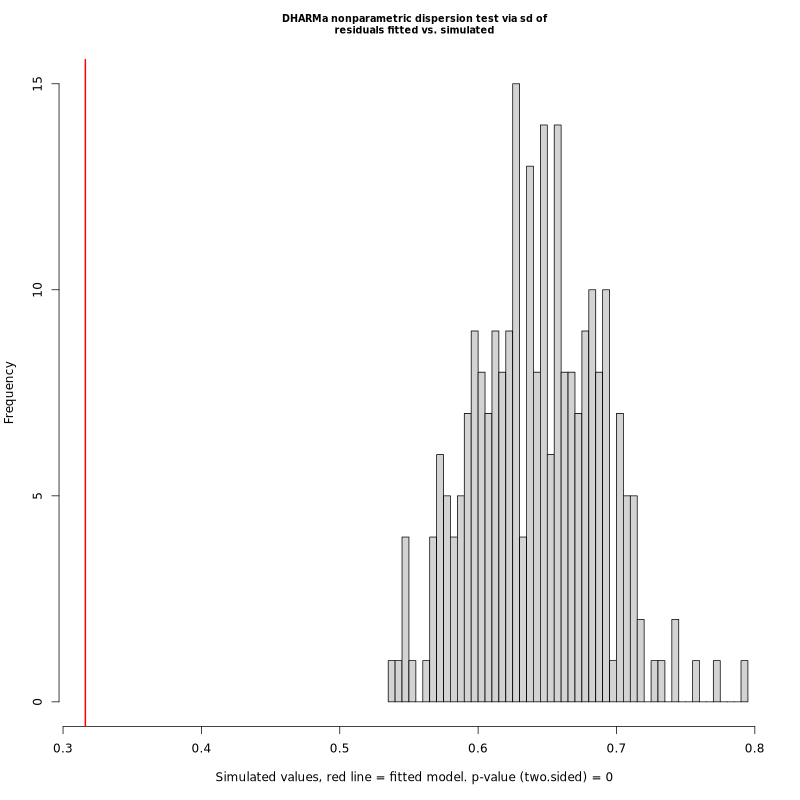 DHARMa nonparametric dispersion test via sd of
residuals fitted vs. simulated
15
10
5
0
Frequency
0.3 0.4 0.5 0.6 0.7 0.8
Simulated values, red line = fitted model. p-value (two.sided) = 0